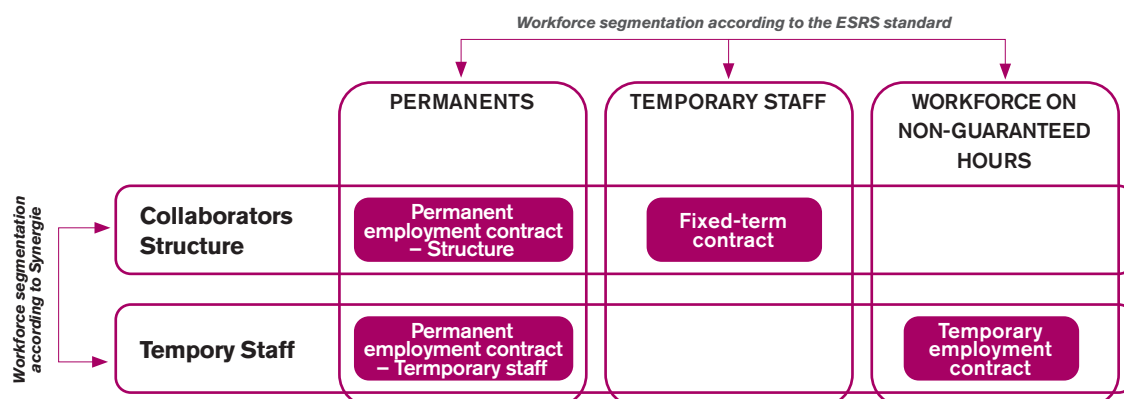 Workforce segmentation according to the ESRS standard
PERMANENTS
TEMPORARY STAFF
WORKFORCE ON
NON-GUARANTEED
HOURS
Workforce segmentation
according to Synergie
Collaborators
Structure
Permanent
employment contract
– Structure
Fixed-term
contract
Tempory Staff
Permanent
employment contract
– Termporary staff
Temporary
employment
contract